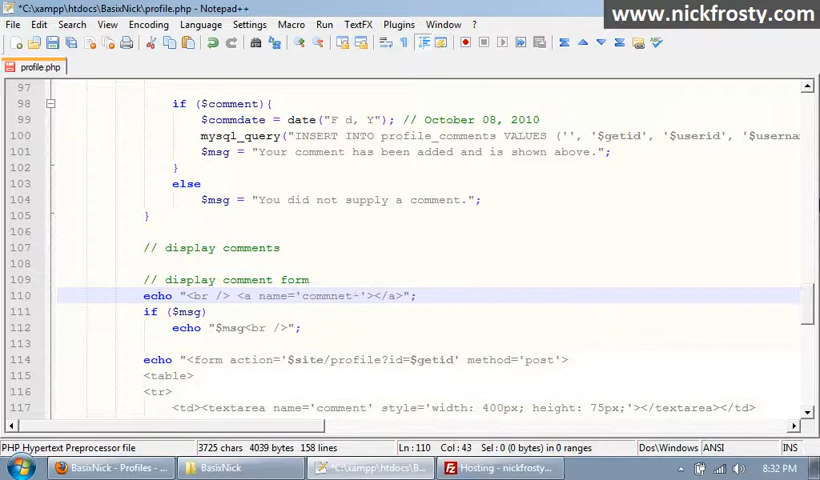 *C:\xampp\htdocs\BasixNick\profile.php - Notepad++
www.nickfrosty.com
File Edit Search View Encoding Language Settings Macro Run TextFX Plugins Window ?
profile.php
97
98 if ($comment){
99 $commdate = date("F d, Y"); // October 08, 2010
100 mysql_query("INSERT INTO profile_comments VALUES ('', '$getid', '$userid', '$userna
101 $msg = "Your comment has been added and is shown above.";
102 }
103 else
104 $msg = "You did not supply a comment.";
105 }
106
107 // display comments
108
109 // display comment form
110 echo "<br /> <a name='commnet-'></a>";
111 if ($msg)
112 echo "$msg<br />";
113
114 echo "<form action='$site/profile?id=$getid' method='post'>
115 <table>
116 <tr>
117 <td><textarea name='comment' style='width: 400px; height: 75px;'></textarea></td>
PHP Hypertext Preprocessor file 3725 chars 4039 bytes 158 lines Ln : 110 Col : 43 Sel : 0 (0 bytes) in 0 ranges Dos\Windows ANSI INS
BasixNick - Profiles - ... BasixNick *C:\xampp\htdocs\B... Hosting - nickfrosty... 8:32 PM